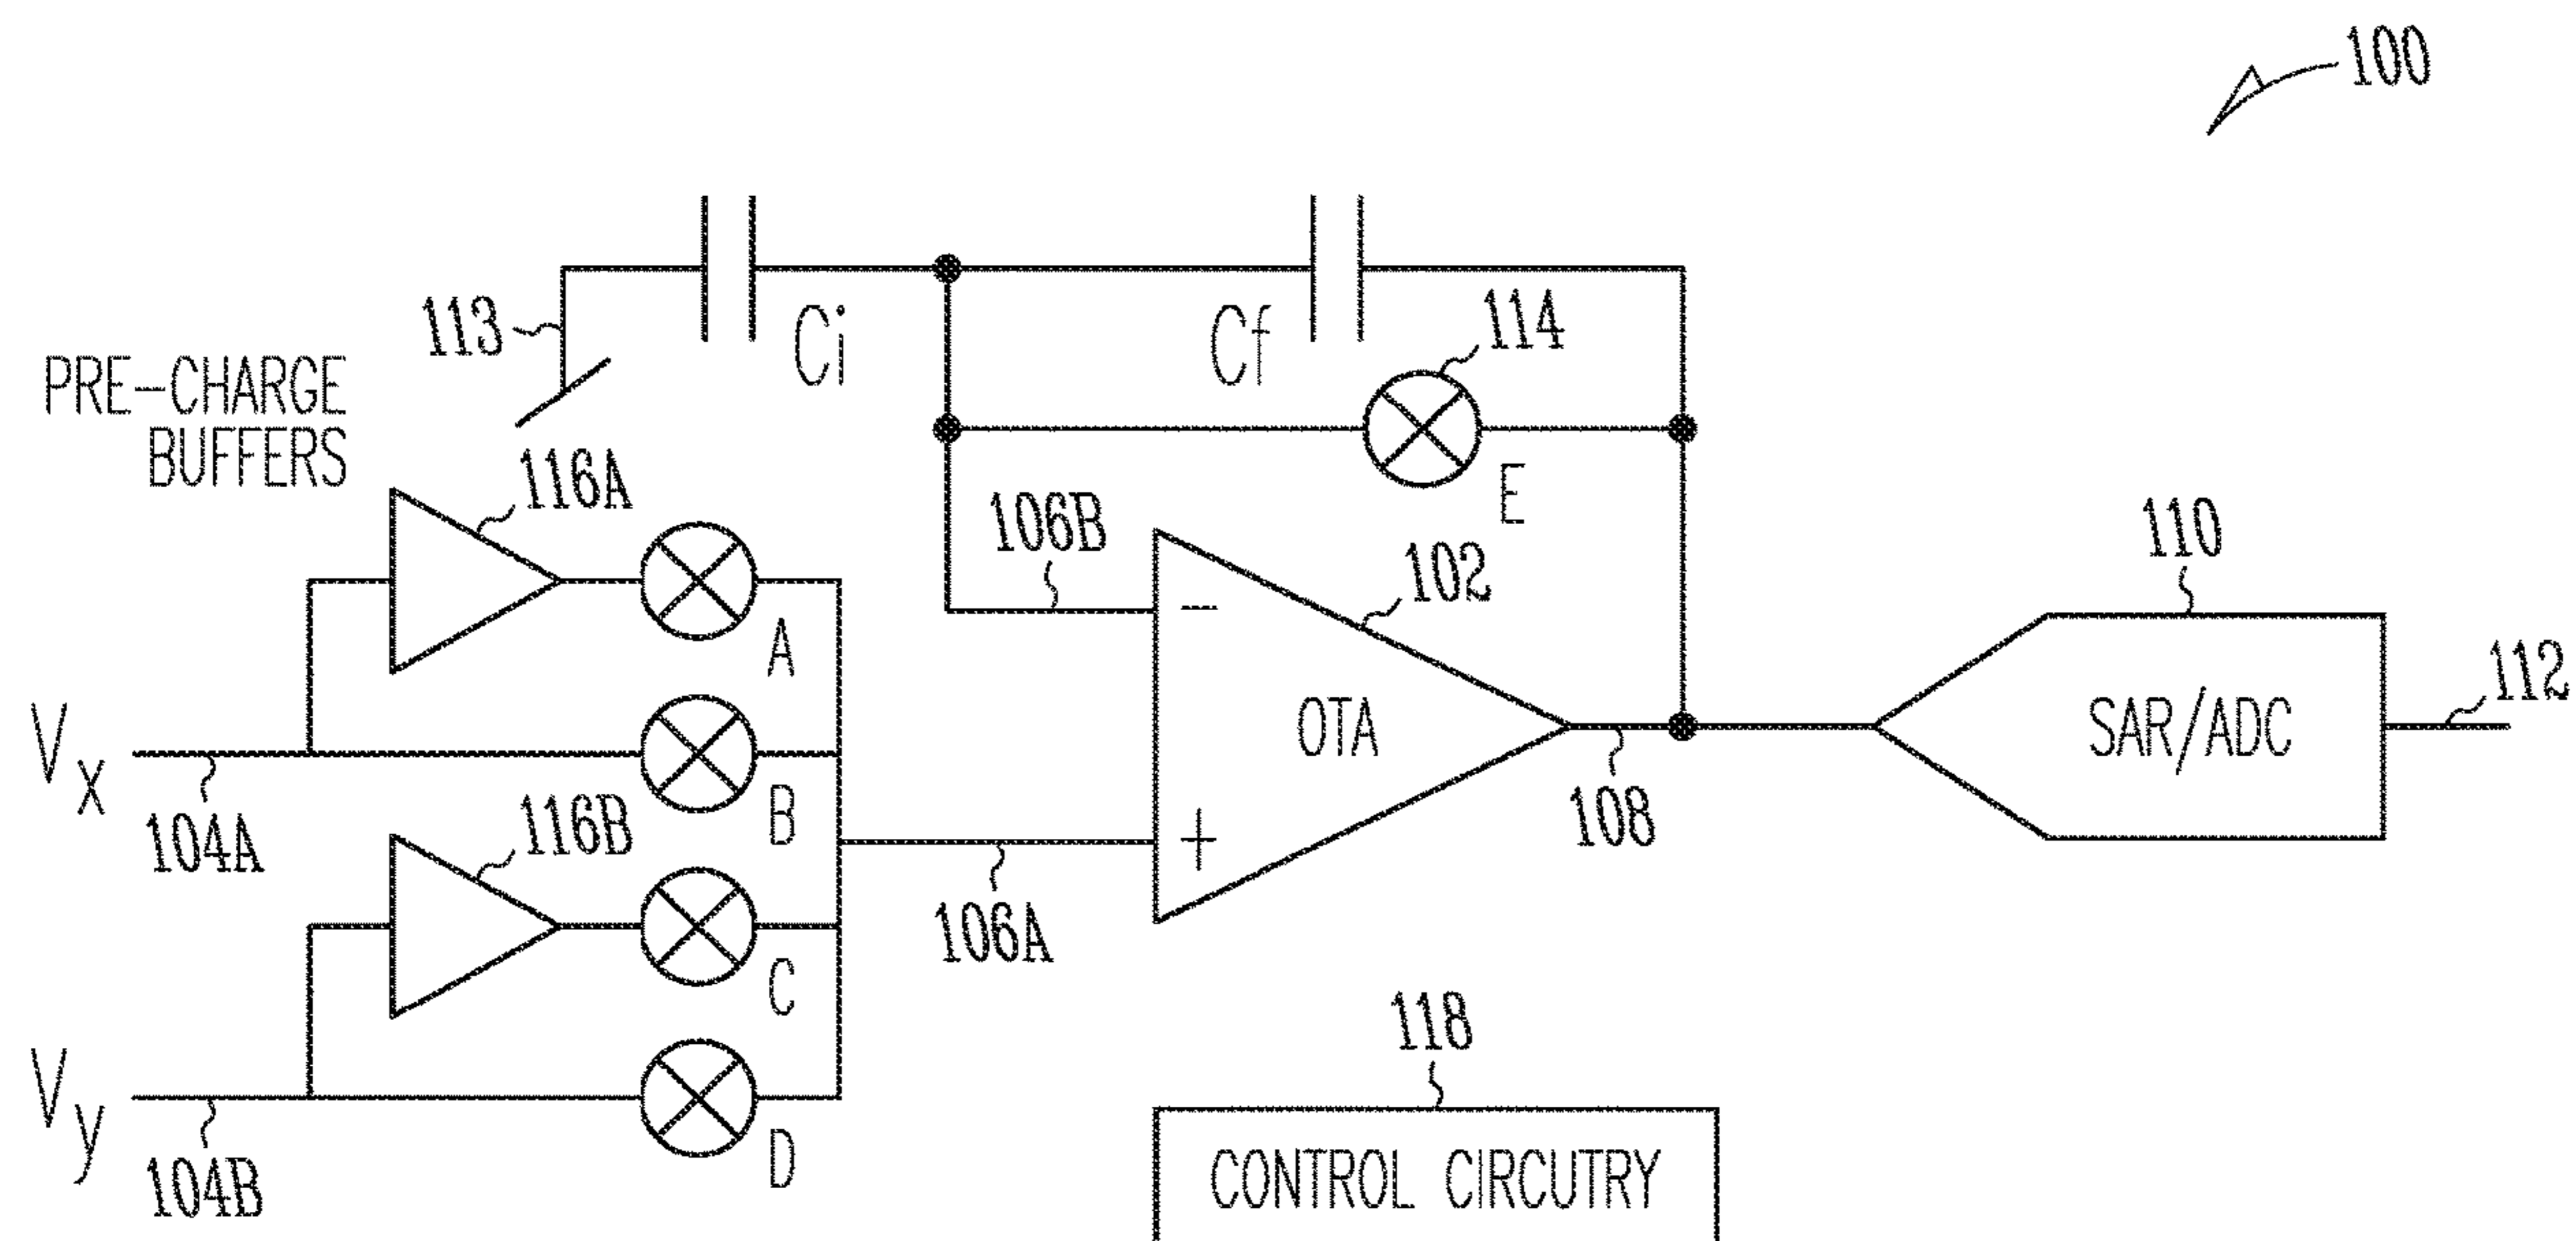 100
113
Ci
Cf
114
PRE-CHARGE
BUFFERS
116A
E
106B
102
110
A
−
112
Vx
OTA
SAR/ADC
104A
B
108
116B
+
106A
C
118
Vy
D
104B
CONTROL CIRCUTRY